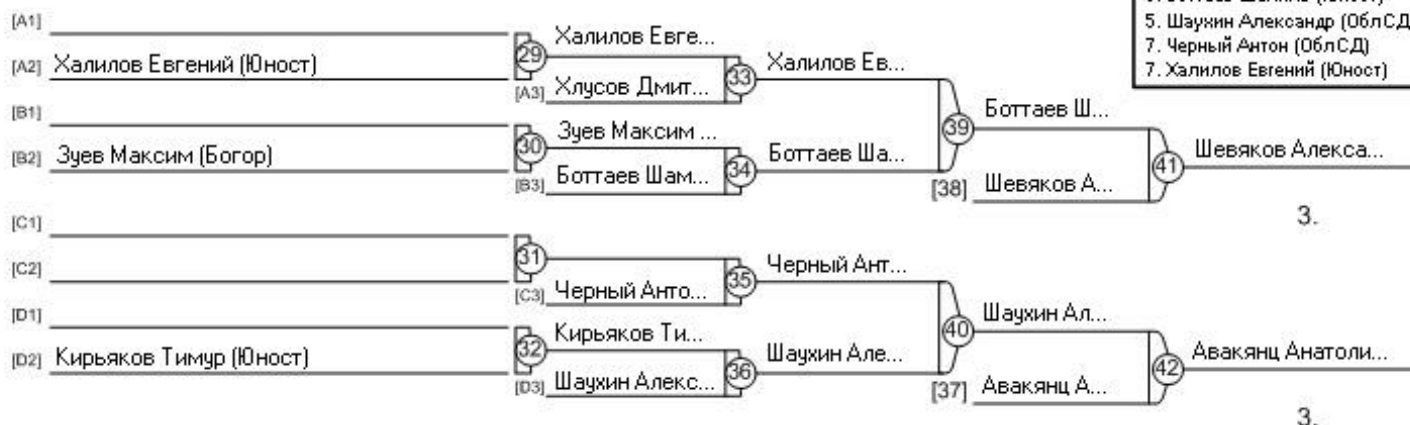 5. Шаухин Александр (ОблСД
7. Черный Антон (ОблСД)
7. Халилов Евгений (Юност)
[A1]
[A2] Халилов Евгений (Юност)
29
Халилов Евге...
[A3] Хлусов Дмит...
33
Халилов Ев...
[B1]
[B2] Зуев Максим (Богор)
30
Зуев Максим ...
[B3] Боттаев Шам...
34
Боттаев Ша...
39
Боттаев Ш...
[38] Шевяков А...
41
Шевяков Алекса...
3.
[C1]
[C2]
31
[C3] Черный Анто...
35
Черный Ант...
[D1]
[D2] Кирьяков Тимур (Юност)
32
Кирьяков Ти...
[D3] Шаухин Алекс...
36
Шаухин Але...
40
Шаухин Ал...
[37] Авакянц А...
42
Авакянц Анатоли...
3.